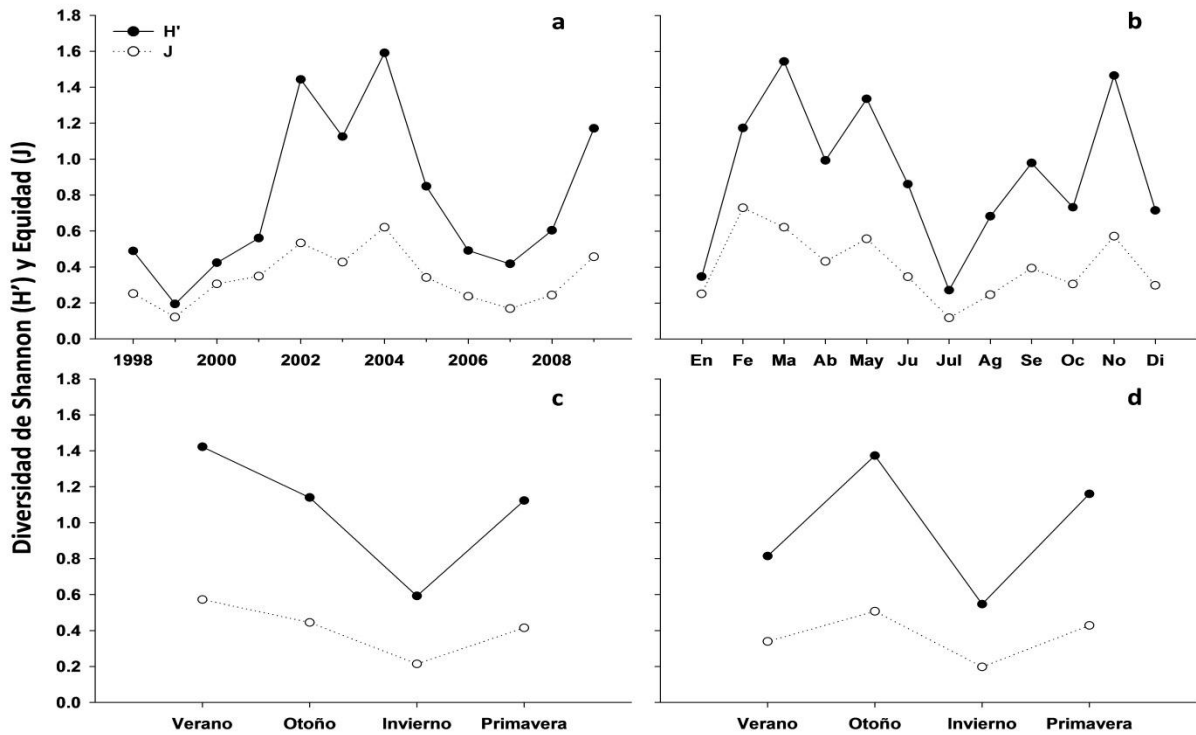 Diversidad de Shannon (H') y Equidad (J)
a
H'
J
1.8
1.6
1.4
1.2
1.0
0.8
0.6
0.4
0.2
0.0
1998 2000 2002 2004 2006 2008
b
En Fe Ma Ab May Ju Jul Ag Se Oc No Di
c
1.8
1.6
1.4
1.2
1.0
0.8
0.6
0.4
0.2
0.0
Verano Otoño Invierno Primavera
d
Verano Otoño Invierno Primavera